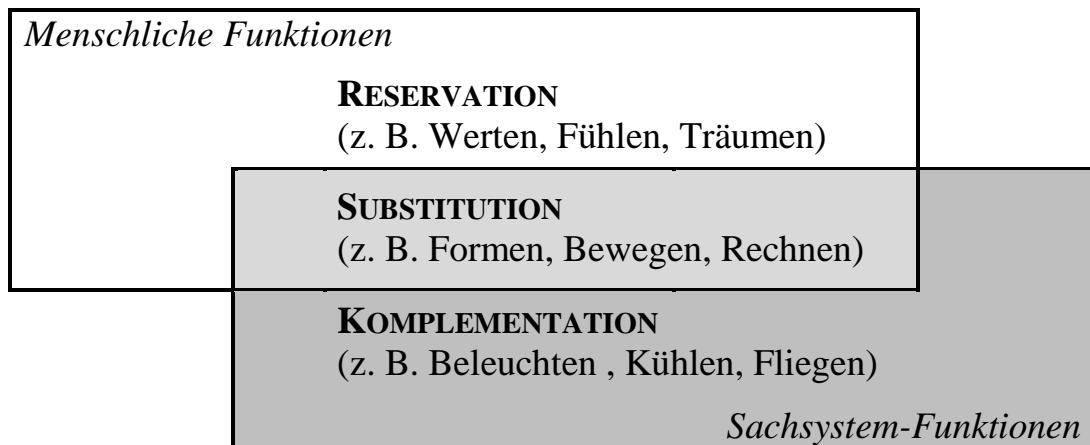 Menschliche Funktionen
RESERVATION
(z. B. Werten, Fühlen, Träumen)
SUBSTITUTION
(z. B. Formen, Bewegen, Rechnen)
KOMPLEMENTATION
(z. B. Beleuchten , Kühlen, Fliegen)
Sachsystem-Funktionen